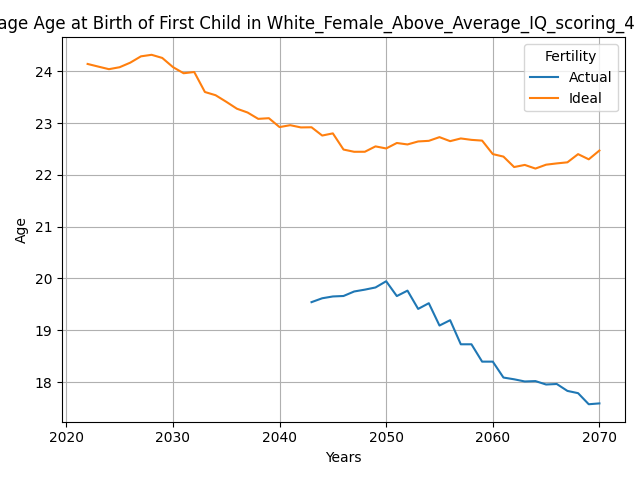 age Age at Birth of First Child in White_Female_Above_Average_IQ_scoring_4
Fertility
Actual
Ideal
Age
24
23
22
21
20
19
18
2020 2030 2040 2050 2060 2070
Years